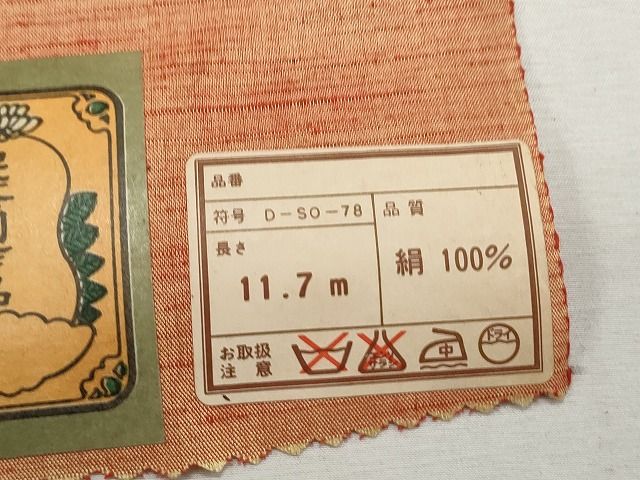 品番
符号 D-SO-78
品質
長さ
11.7 m
絹 100%
お取扱
注意
中
ドライ